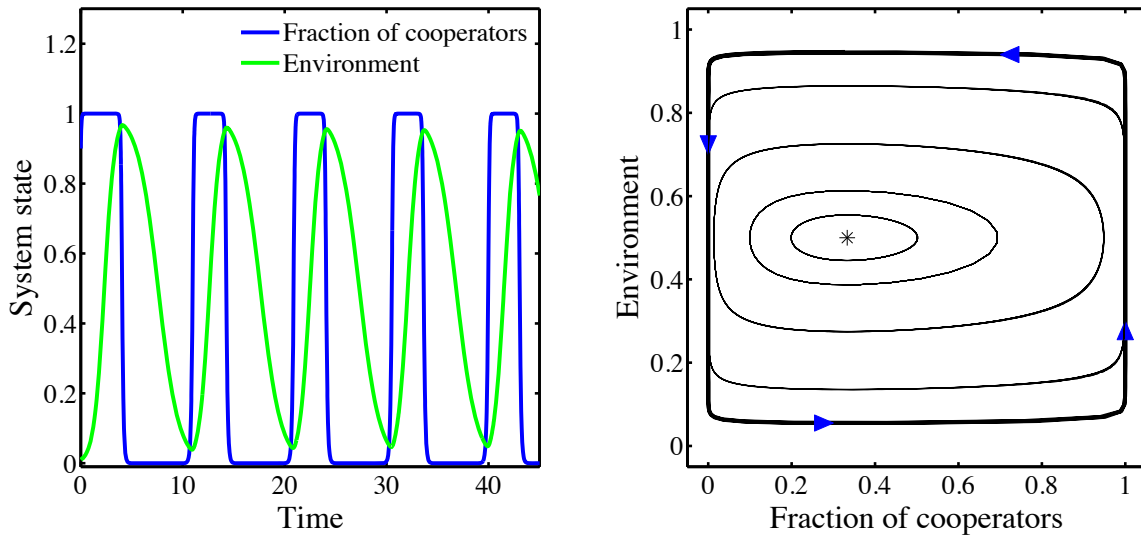 Fraction of cooperators
Environment
System state
1.2
1
0.8
0.6
0.4
0.2
0
0 10 20 30 40
Time
Environment
1
0.8
0.6
0.4
0.2
0
0 0.2 0.4 0.6 0.8 1
Fraction of cooperators